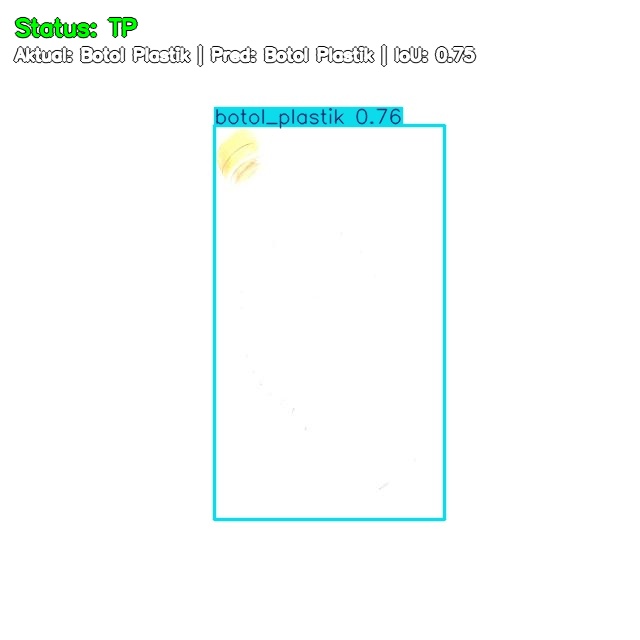 Status: TP
Aktual: Botol Plastik | Pred: Botol Plastik | IoU: 0.75
botol_plastik 0.76